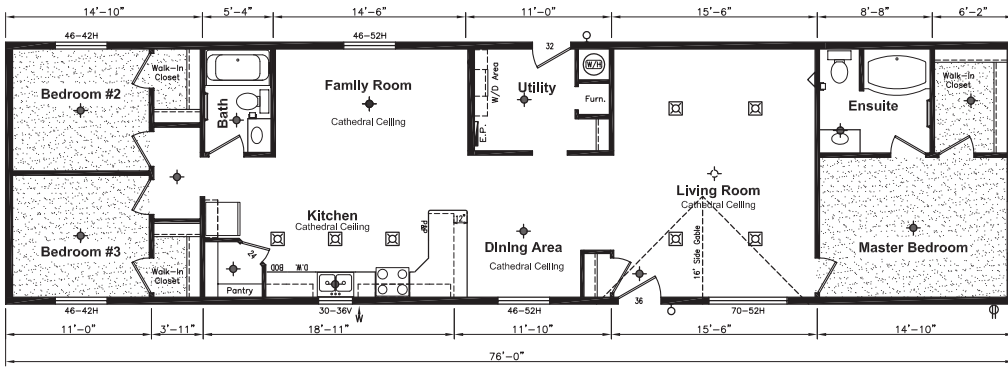 14'-10" 5'-4" 14'-6" 11'-0" 15'-6" 8'-8" 6'-2"
46-42H 46-52H 32
Walk-In
Closet
Bedroom #2
Bath
Family Room
Cathedral Ceiling
W/D Area
E.P.
Utility
W/H
Furn.
Ensuite
Walk-In
Closet
Kitchen
Cathedral Ceiling
12"
Living Room
Cathedral Ceiling
16' Side Gable
Bedroom #3
Walk-In
Closet
24
Pantry
BOD D.W.
Dining Area
Cathedral Ceiling
Master Bedroom
46-42H 30-36V 46-52H 36 70-52H
W
11'-0" 3'-11" 18'-11" 11'-10" 15'-6" 14'-10"
76'-0"